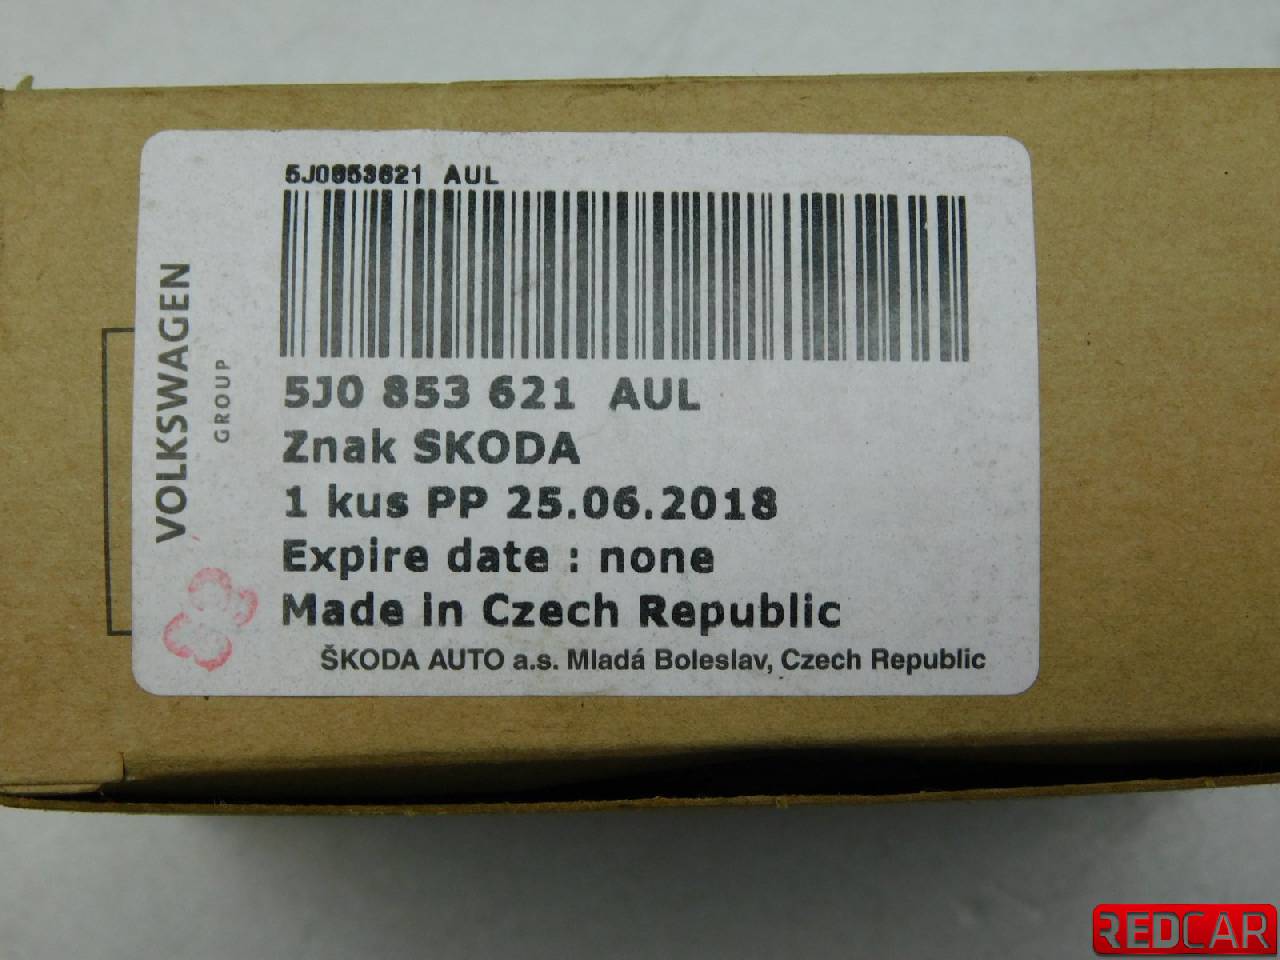 5J0853621 AUL
5J0 853 621 AUL
Znak SKODA
1 kus PP 25.06.2018
Expire date : none
Made in Czech Republic
ŠKODA AUTO a.s. Mladá Boleslav, Czech Republic
VOLKSWAGEN
GROUP
REDCAR